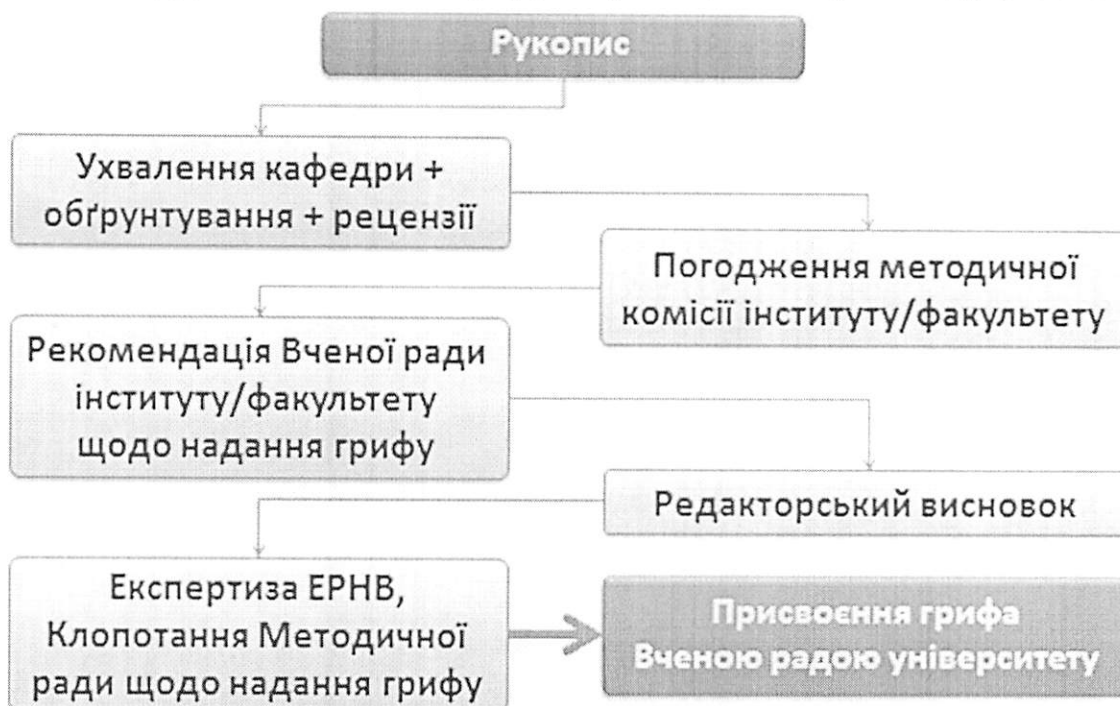 Рукопис
Ухвалення кафедри +
обґрунтування + рецензії
Погодження методичної
комісії інституту/факультету
Рекомендація Вченої ради
інституту/факультету
щодо надання грифу
Редакторський висновок
Експертиза ЕРНВ,
Клопотання Методичної
ради щодо надання грифу
Присвоєння грифа
Вченою радою університету